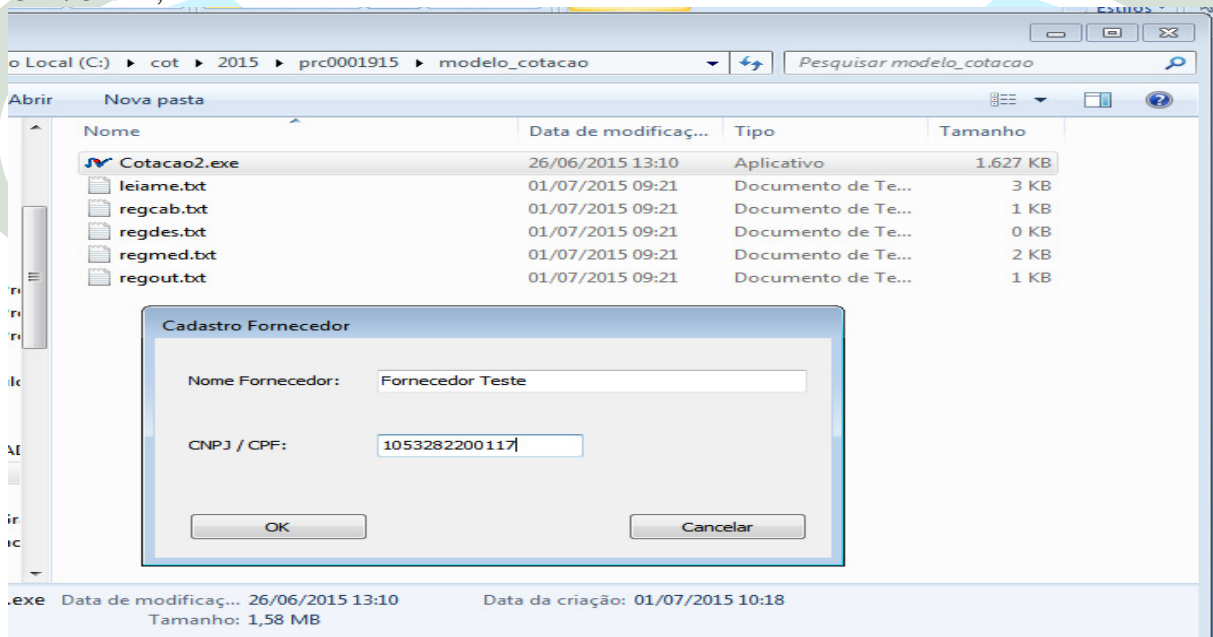 Estilos
o Local (C:) ▸ cot ▸ 2015 ▸ prc0001915 ▸ modelo_cotacao Pesquisar modelo_cotacao
Abrir Nova pasta
Nome Data de modificaç... Tipo Tamanho
Cotacao2.exe 26/06/2015 13:10 Aplicativo 1.627 KB
leiame.txt 01/07/2015 09:21 Documento de Te... 3 KB
regcab.txt 01/07/2015 09:21 Documento de Te... 1 KB
regdes.txt 01/07/2015 09:21 Documento de Te... 0 KB
regmed.txt 01/07/2015 09:21 Documento de Te... 2 KB
regout.txt 01/07/2015 09:21 Documento de Te... 1 KB
Cadastro Fornecedor
Nome Fornecedor: Fornecedor Teste
CNPJ / CPF: 1053282200117
OK Cancelar
.exe Data de modificaç... 26/06/2015 13:10 Data da criação: 01/07/2015 10:18
Tamanho: 1,58 MB